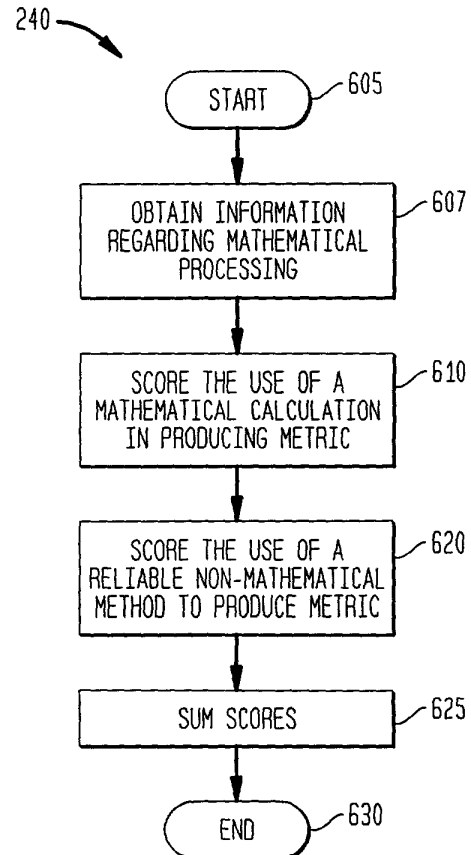 240
START
605
OBTAIN INFORMATION
REGARDING MATHEMATICAL
PROCESSING
607
SCORE THE USE OF A
MATHEMATICAL CALCULATION
IN PRODUCING METRIC
610
SCORE THE USE OF A
RELIABLE NON-MATHEMATICAL
METHOD TO PRODUCE METRIC
620
SUM SCORES
625
END
630